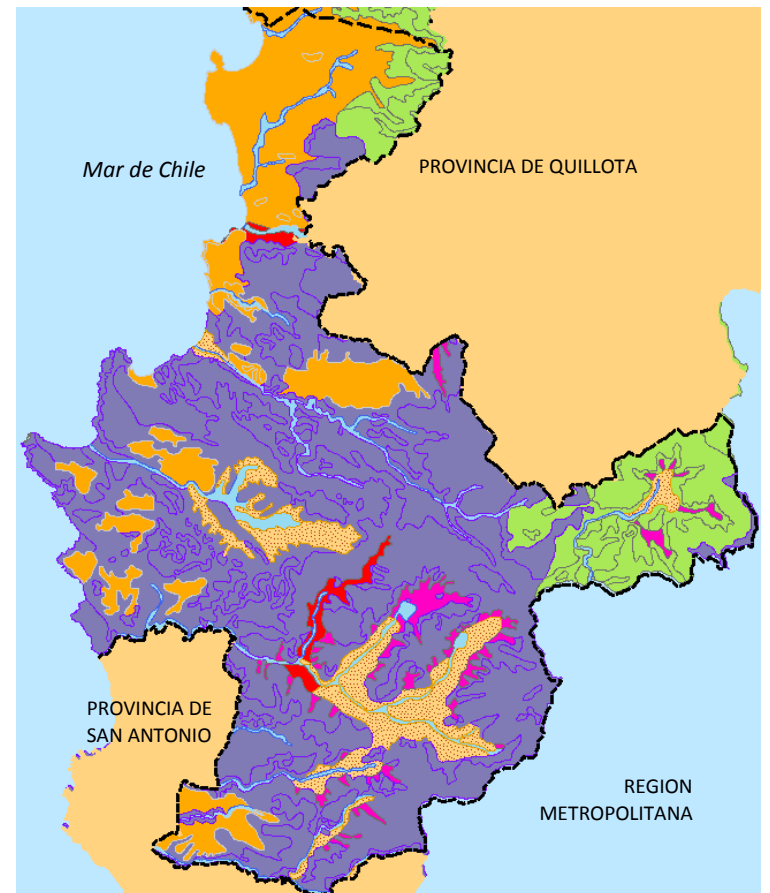 Mar de Chile
PROVINCIA DE QUILLOTA
PROVINCIA DE
SAN ANTONIO
REGION
METROPOLITANA